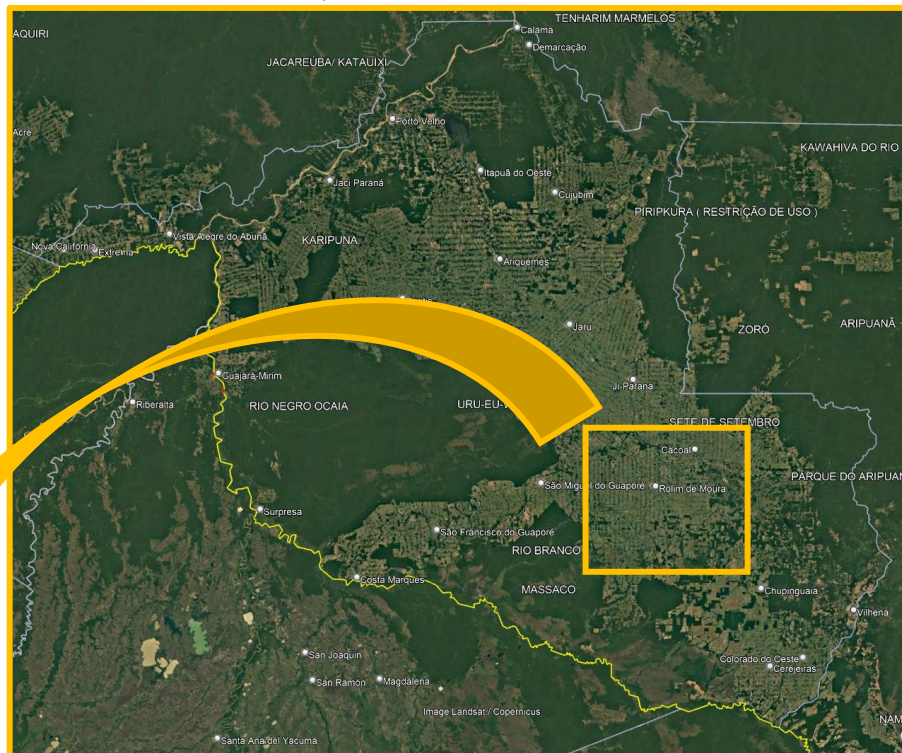 TENHARIM MARMELOS
Calama
AQUIRI
Demarcação
JACAREUBA/ KATAUIXI
Porto Velho
Acre
KAWAHIVA DO RIO
Itapuã do Oeste
Jaci Paraná
Cujubim
PIRIPKURA ( RESTRIÇÃO DE USO )
Vista Alegre do Abunã
KARIPUNA
Nova Califórnia
Extrema
Ariquemes
ARIPUANÃ
Jaru
ZORÓ
Guajará-Mirim
Ji-Paraná
Riberalta
RIO NEGRO OCAIA
SETE DE SETEMBRO
Cacoal
PARQUE DO
São Miguel do Guaporé
Rolim de Moura
Surpresa
São Francisco do Guaporé
RIO BRANCO
Costa Marques
MASSACO
Chupinguaia
Vilhena
San Joaquin
Colorado do Oeste
Cerejeiras
San Ramón
Magdalena
Image Landsat / Copernicus
Santa Ana del Yacuma